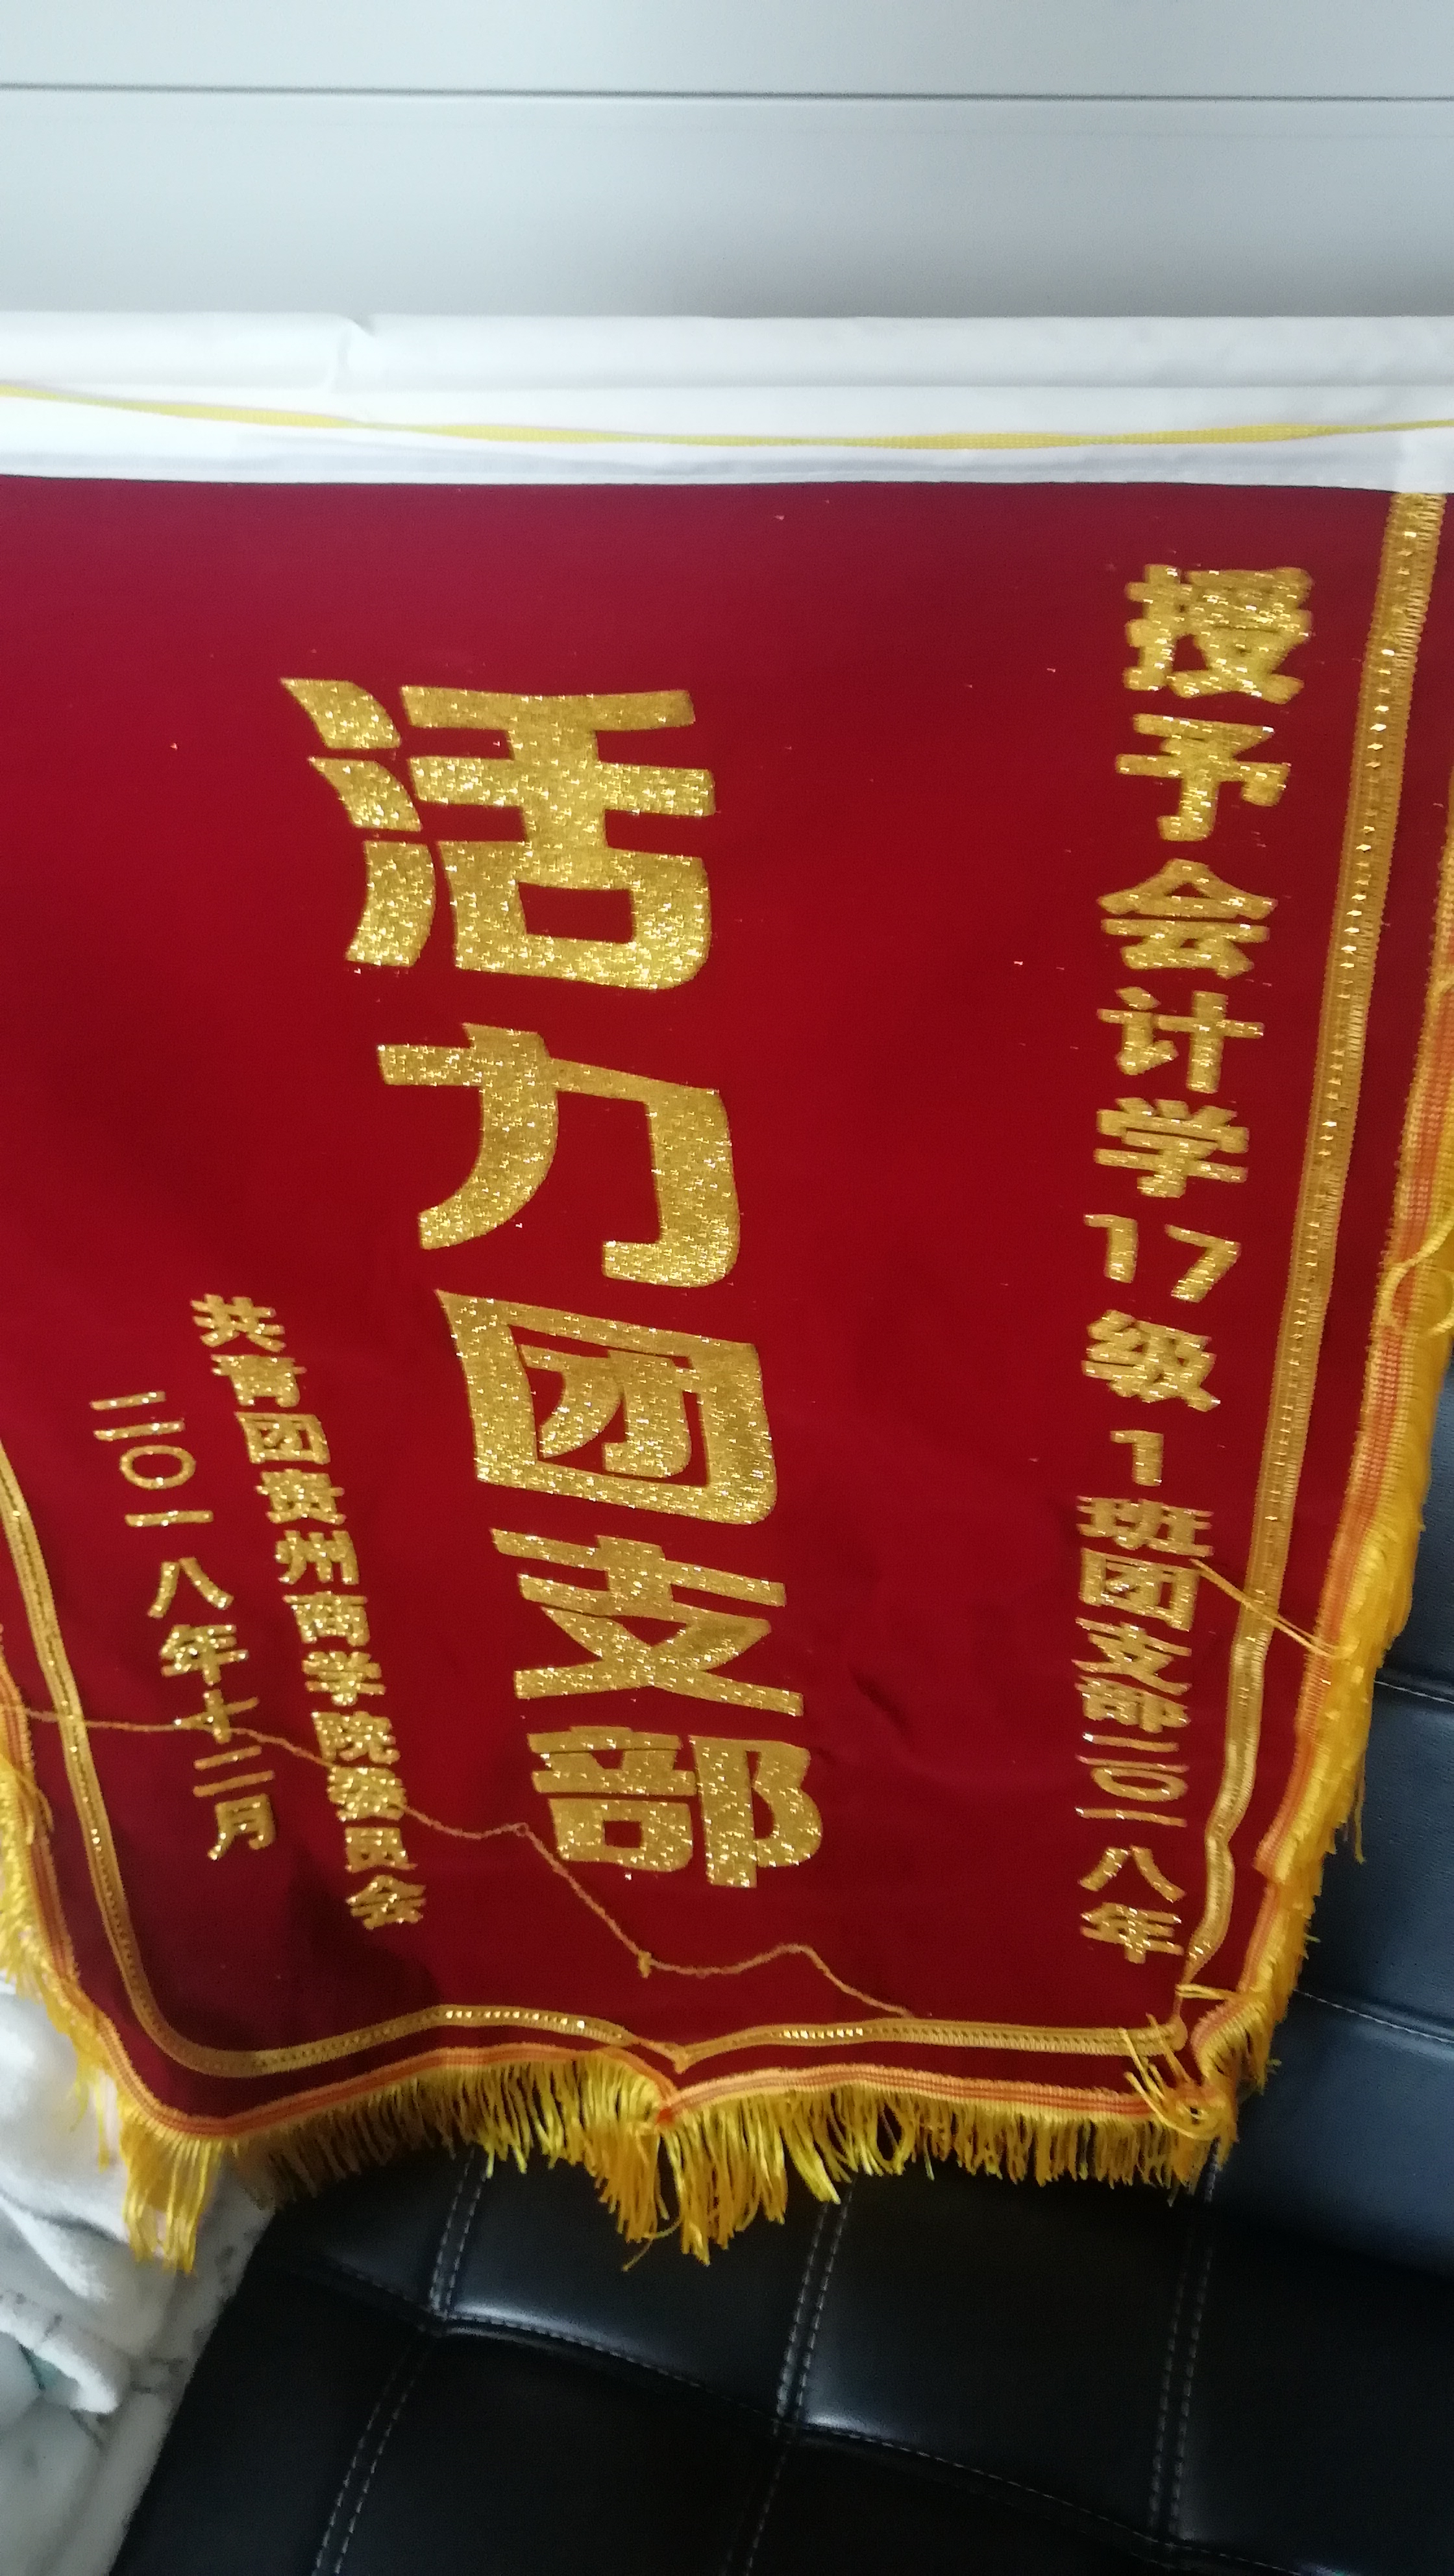 授予会计学17级1班团支部二〇一八年
活力团支部
共青团贵州商学院委员会
二〇一八年十二月